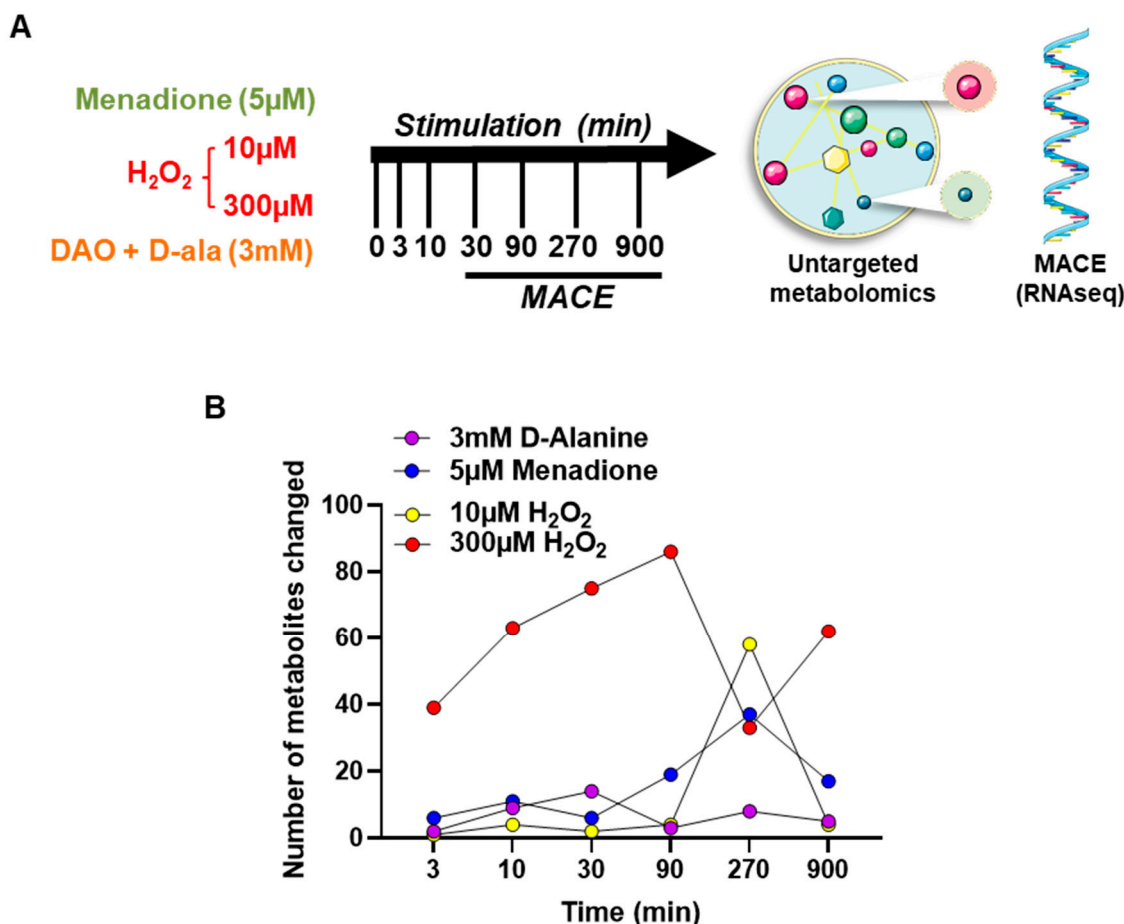 A
Menadione (5µM)
H₂O₂
10µM
300µM
DAO + D-ala (3mM)
Stimulation (min)
0 3 10 30 90 270 900
MACE
Untargeted
metabolomics
MACE
(RNAseq)
B
3mM D-Alanine
5µM Menadione
10µM H₂O₂
300µM H₂O₂
Number of metabolites changed
100
80
60
40
20
0
3 10 30 90 270 900
Time (min)